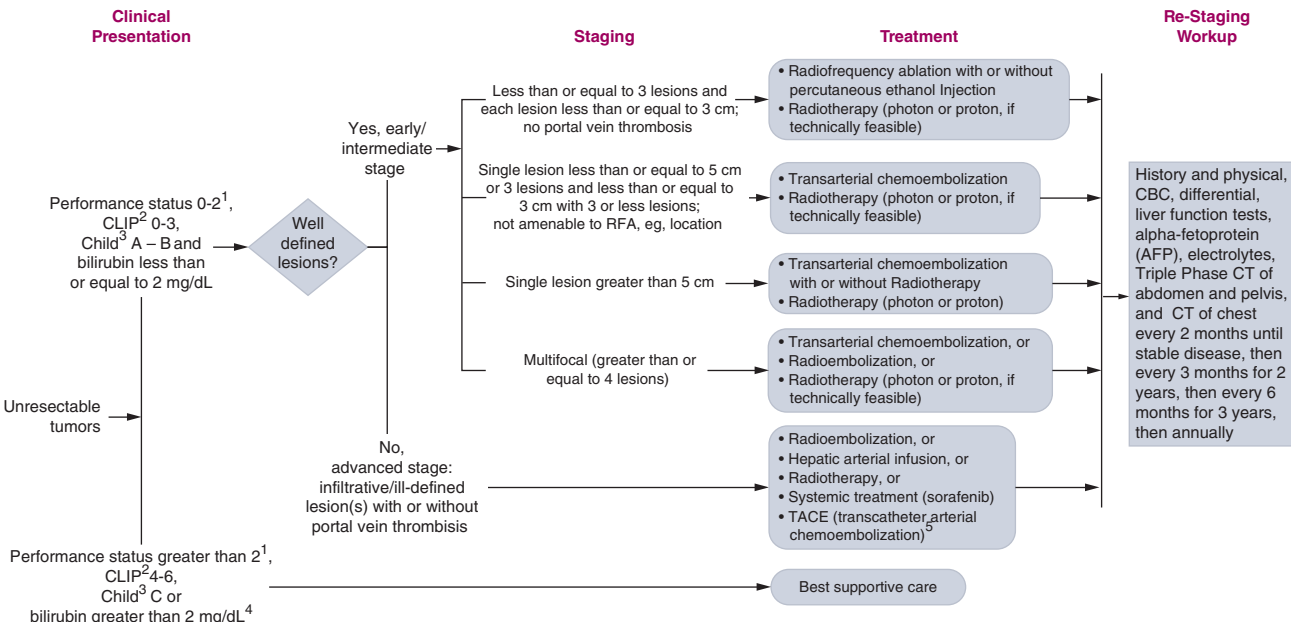 Clinical
Presentation
Staging
Treatment
Re-Staging
Workup
Unresectable
tumors
Performance status 0-2¹,
CLIP² 0-3,
Child³ A – B and
bilirubin less than
or equal to 2 mg/dL
Well
defined
lesions?
Yes, early/
intermediate
stage
Less than or equal to 3 lesions and
each lesion less than or equal to 3 cm;
no portal vein thrombosis
• Radiofrequency ablation with or without
percutaneous ethanol Injection
• Radiotherapy (photon or proton, if
technically feasible)
Single lesion less than or equal to 5 cm
or 3 lesions and less than or equal to
3 cm with 3 or less lesions;
not amenable to RFA, eg, location
• Transarterial chemoembolization
• Radiotherapy (photon or proton, if
technically feasible)
Single lesion greater than 5 cm
• Transarterial chemoembolization
with or without Radiotherapy
• Radiotherapy (photon or proton)
Multifocal (greater than or
equal to 4 lesions)
• Transarterial chemoembolization, or
• Radioembolization, or
• Radiotherapy (photon or proton, if
technically feasible)
No,
advanced stage:
infiltrative/ill-defined
lesion(s) with or without
portal vein thrombisis
• Radioembolization, or
• Hepatic arterial infusion, or
• Radiotherapy, or
• Systemic treatment (sorafenib)
• TACE (transcatheter arterial
chemoembolization)⁵
Performance status greater than 2¹,
CLIP² 4-6,
Child³ C or
bilirubin greater than 2 mg/dL⁴
Best supportive care
History and physical,
CBC, differential,
liver function tests,
alpha-fetoprotein
(AFP), electrolytes,
Triple Phase CT of
abdomen and pelvis,
and CT of chest
every 2 months until
stable disease, then
every 3 months for 2
years, then every 6
months for 3 years,
then annually